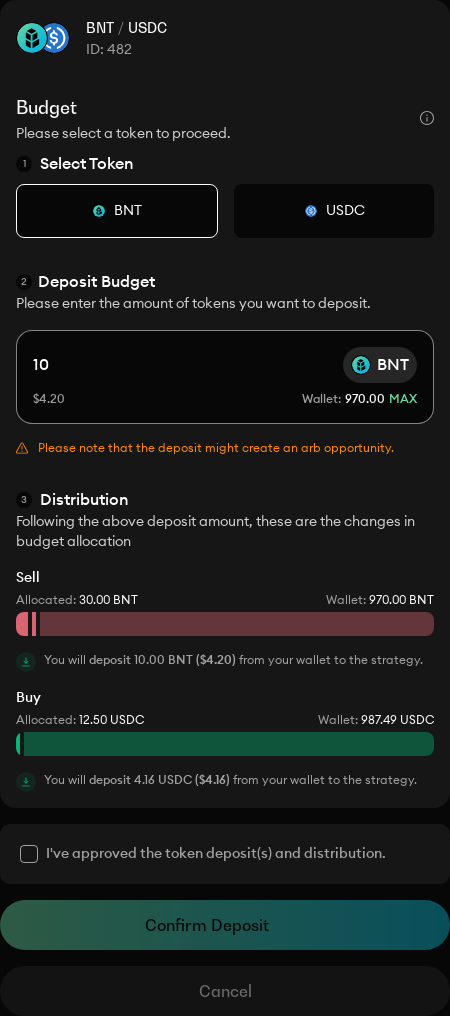 BNT / USDC
ID: 482
Budget
Please select a token to proceed.
1 Select Token
BNT
USDC
2 Deposit Budget
Please enter the amount of tokens you want to deposit.
10
BNT
$4.20
Wallet: 970.00 MAX
Please note that the deposit might create an arb opportunity.
3 Distribution
Following the above deposit amount, these are the changes in
budget allocation
Sell
Allocated: 30.00 BNT
Wallet: 970.00 BNT
You will deposit 10.00 BNT ($4.20) from your wallet to the strategy.
Buy
Allocated: 12.50 USDC
Wallet: 987.49 USDC
You will deposit 4.16 USDC ($4.16) from your wallet to the strategy.
I've approved the token deposit(s) and distribution.
Confirm Deposit
Cancel